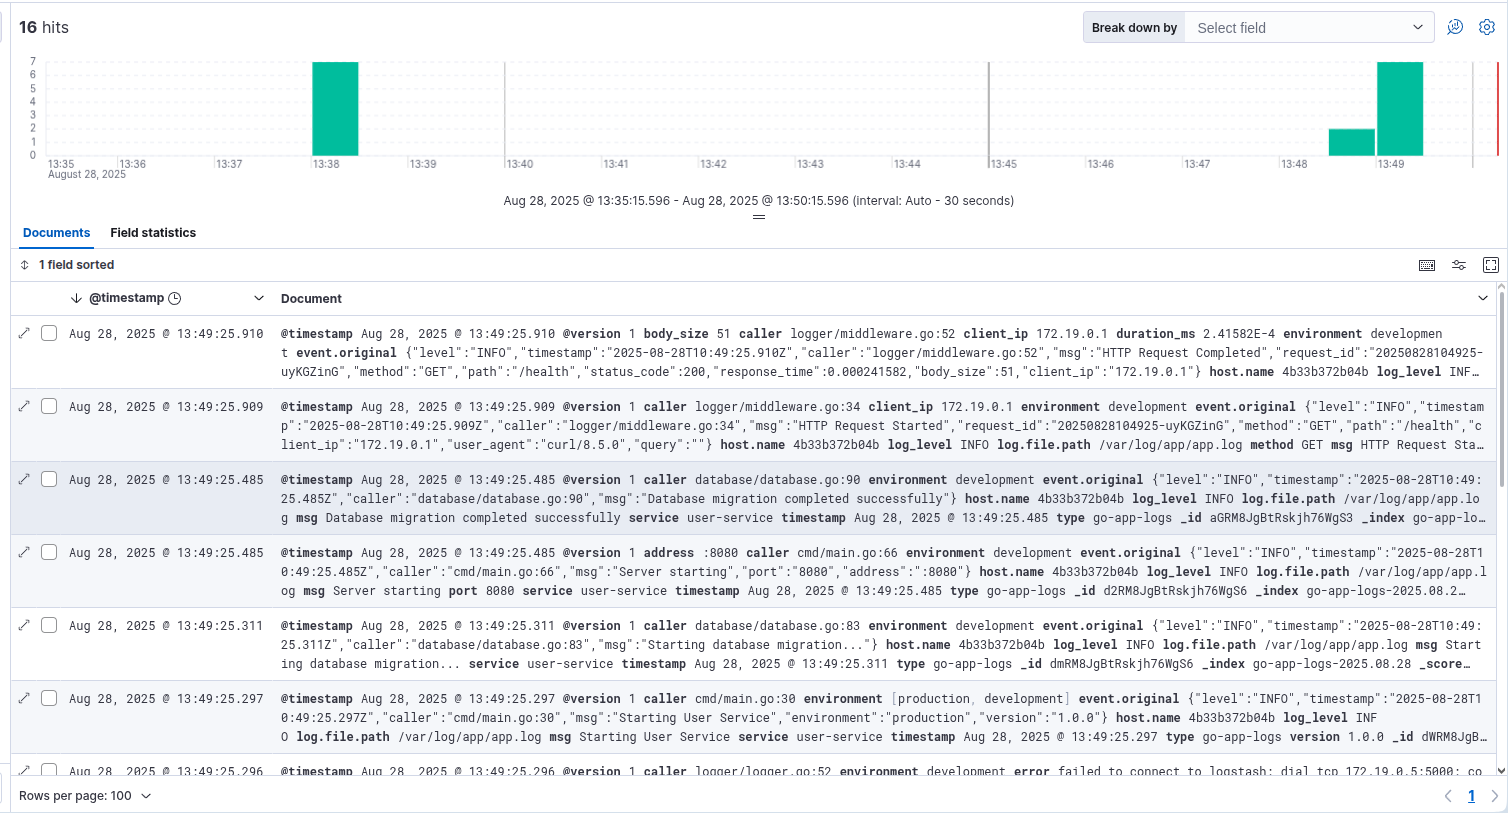 16 hits
Break down by Select field
7
6
5
4
3
2
1
0
13:35 13:36 13:37 13:38 13:39 13:40 13:41 13:42 13:43 13:44 13:45 13:46 13:47 13:48 13:49
August 28, 2025
Aug 28, 2025 @ 13:35:15.596 - Aug 28, 2025 @ 13:50:15.596 (interval: Auto - 30 seconds)
Documents Field statistics
1 field sorted
@timestamp Document
Aug 28, 2025 @ 13:49:25.910 @timestamp Aug 28, 2025 @ 13:49:25.910 @version 1 body_size 51 caller logger/middleware.go:52 client_ip 172.19.0.1 duration_ms 2.41582E-4 environment developmen
t event.original {"level":"INFO","timestamp":"2025-08-28T10:49:25.910Z","caller":"logger/middleware.go:52","msg":"HTTP Request Completed","request_id":"20250828104925-
uyKGZinG","method":"GET","path":"/health","status_code":200,"response_time":0.000241582,"body_size":51,"client_ip":"172.19.0.1"} host.name 4b33b372b04b log_level INF…
Aug 28, 2025 @ 13:49:25.909 @timestamp Aug 28, 2025 @ 13:49:25.909 @version 1 caller logger/middleware.go:34 client_ip 172.19.0.1 environment development event.original {"level":"INFO","timestam
p":"2025-08-28T10:49:25.909Z","caller":"logger/middleware.go:34","msg":"HTTP Request Started","request_id":"20250828104925-uyKGZinG","method":"GET","path":"/health","c
lient_ip":"172.19.0.1","user_agent":"curl/8.5.0","query":""} host.name 4b33b372b04b log_level INFO log.file.path /var/log/app/app.log method GET msg HTTP Request Sta…
Aug 28, 2025 @ 13:49:25.485 @timestamp Aug 28, 2025 @ 13:49:25.485 @version 1 caller database/database.go:90 environment development event.original {"level":"INFO","timestamp":"2025-08-28T10:49:
25.485Z","caller":"database/database.go:90","msg":"Database migration completed successfully"} host.name 4b33b372b04b log_level INFO log.file.path /var/log/app/app.lo
g msg Database migration completed successfully service user-service timestamp Aug 28, 2025 @ 13:49:25.485 type go-app-logs _id aGRM8JgBtRskjh76WgS3 _index go-app-lo…
Aug 28, 2025 @ 13:49:25.485 @timestamp Aug 28, 2025 @ 13:49:25.485 @version 1 address :8080 caller cmd/main.go:66 environment development event.original {"level":"INFO","timestamp":"2025-08-28T1
0:49:25.485Z","caller":"cmd/main.go:66","msg":"Server starting","port":"8080","address":":8080"} host.name 4b33b372b04b log_level INFO log.file.path /var/log/app/app.l
og msg Server starting port 8080 service user-service timestamp Aug 28, 2025 @ 13:49:25.485 type go-app-logs _id d2RM8JgBtRskjh76WgS6 _index go-app-logs-2025.08.2…
Aug 28, 2025 @ 13:49:25.311 @timestamp Aug 28, 2025 @ 13:49:25.311 @version 1 caller database/database.go:83 environment development event.original {"level":"INFO","timestamp":"2025-08-28T10:49:
25.311Z","caller":"database/database.go:83","msg":"Starting database migration..."} host.name 4b33b372b04b log_level INFO log.file.path /var/log/app/app.log msg Start
ing database migration... service user-service timestamp Aug 28, 2025 @ 13:49:25.311 type go-app-logs _id dmRM8JgBtRskjh76WgS6 _index go-app-logs-2025.08.28 _score…
Aug 28, 2025 @ 13:49:25.297 @timestamp Aug 28, 2025 @ 13:49:25.297 @version 1 caller cmd/main.go:30 environment [production, development] event.original {"level":"INFO","timestamp":"2025-08-28T1
0:49:25.297Z","caller":"cmd/main.go:30","msg":"Starting User Service","environment":"production","version":"1.0.0"} host.name 4b33b372b04b log_level INF
O log.file.path /var/log/app/app.log msg Starting User Service service user-service timestamp Aug 28, 2025 @ 13:49:25.297 type go-app-logs version 1.0.0 _id dWRM8JgB…
Aug 28, 2025 @ 13:49:25.296 @timestamp Aug 28, 2025 @ 13:49:25.296 @version 1 caller logger/logger.go:52 environment development error failed to connect to logstash: dial tcp 172.19.0.5:5000: co
Rows per page: 100 1